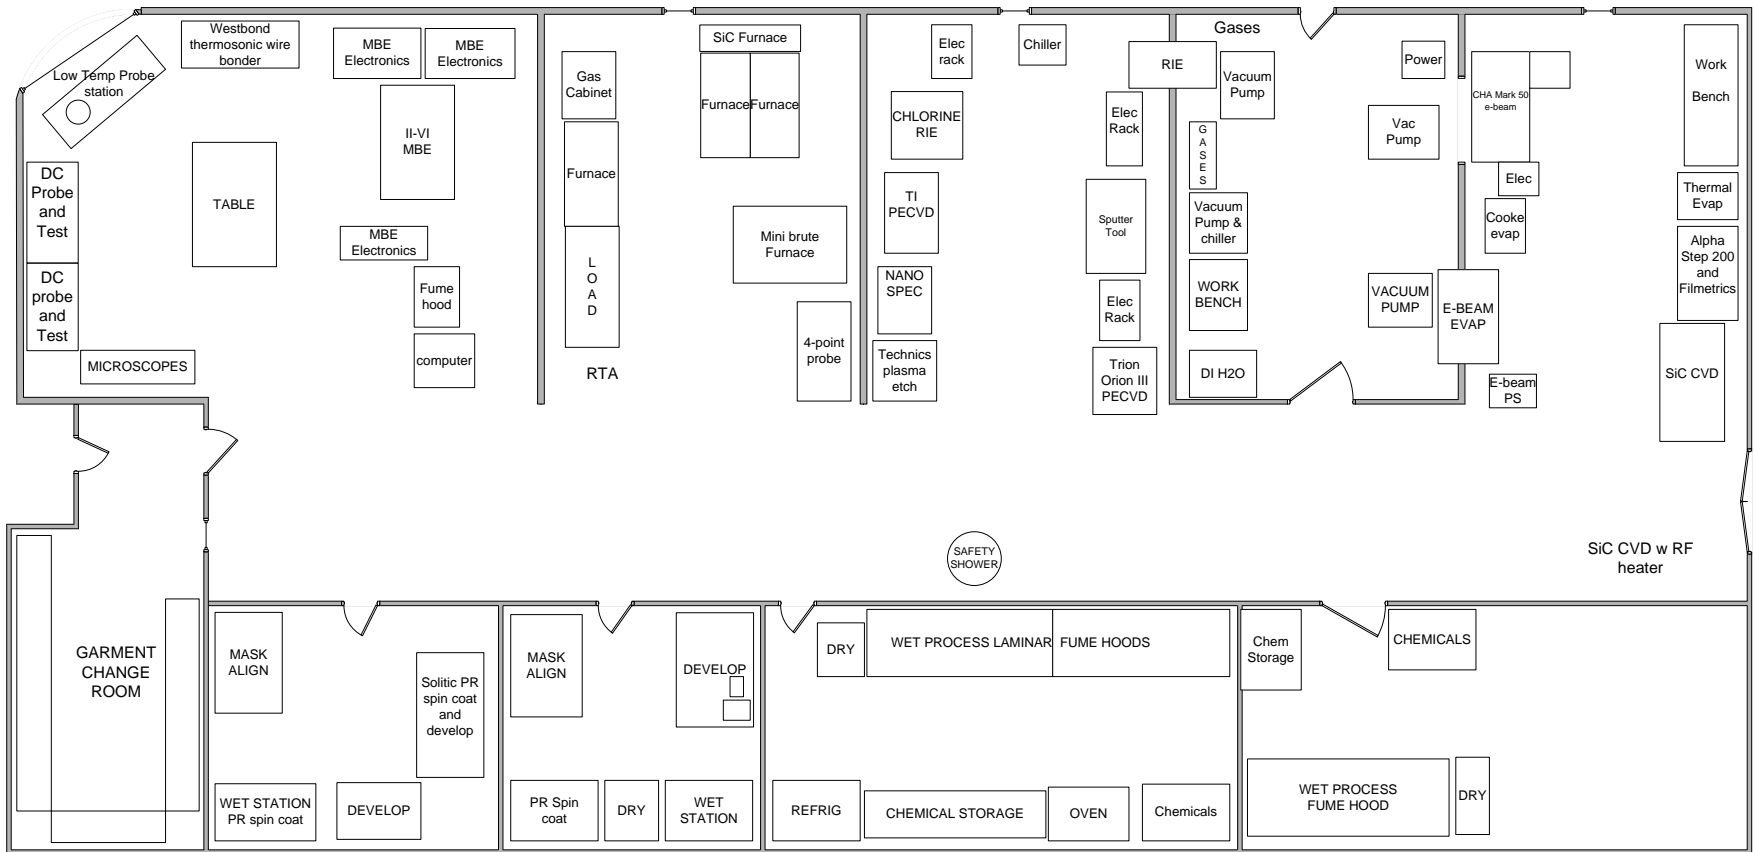 Westbond
thermosonic wire
bonder
Low Temp Probe
station
MBE
Electronics
MBE
Electronics
II-VI
MBE
TABLE
DC
Probe
and
Test
DC
probe
and
Test
MICROSCOPES
MBE
Electronics
Fume
hood
computer
Gas
Cabinet
Furnace
L
O
A
D
RTA
SiC Furnace
Furnace
Furnace
Mini brute
Furnace
4-point
probe
Elec
rack
Chiller
CHLORINE
RIE
TI
PECVD
NANO
SPEC
Technics
plasma
etch
RIE
Elec
Rack
Sputter
Tool
Elec
Rack
Trion
Orion III
PECVD
Gases
Vacuum
Pump
G
A
S
E
S
Vacuum
Pump &
chiller
WORK
BENCH
DI H2O
Power
Vac
Pump
VACUUM
PUMP
E-BEAM
EVAP
E-beam
PS
CHA Mark 50
e-beam
Elec
Cooke
evap
Work
Bench
Thermal
Evap
Alpha
Step 200
and
Filmetrics
SiC CVD
SiC CVD w RF
heater
SAFETY
SHOWER
GARMENT
CHANGE
ROOM
MASK
ALIGN
Solitic PR
spin coat
and
develop
WET STATION
PR spin coat
DEVELOP
MASK
ALIGN
DEVELOP
PR Spin
coat
DRY
WET
STATION
DRY
WET PROCESS LAMINAR FUME HOODS
REFRIG
CHEMICAL STORAGE
OVEN
Chemicals
Chem
Storage
CHEMICALS
WET PROCESS
FUME HOOD
DRY